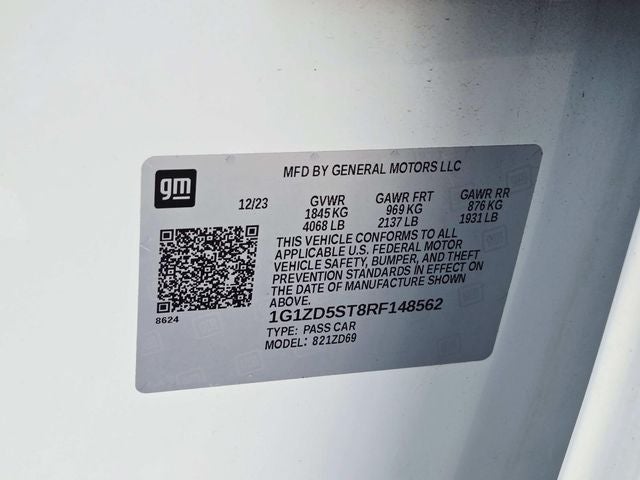 gm
MFD BY GENERAL MOTORS LLC
12/23 GVWR GAWR FRT GAWR RR
1845 KG 969 KG 876 KG
4068 LB 2137 LB 1931 LB
THIS VEHICLE CONFORMS TO ALL
APPLICABLE U.S. FEDERAL MOTOR
VEHICLE SAFETY, BUMPER, AND THEFT
PREVENTION STANDARDS IN EFFECT ON
THE DATE OF MANUFACTURE SHOWN
ABOVE.
8624
1G1ZD5ST8RF148562
TYPE: PASS CAR
MODEL: 821ZD69